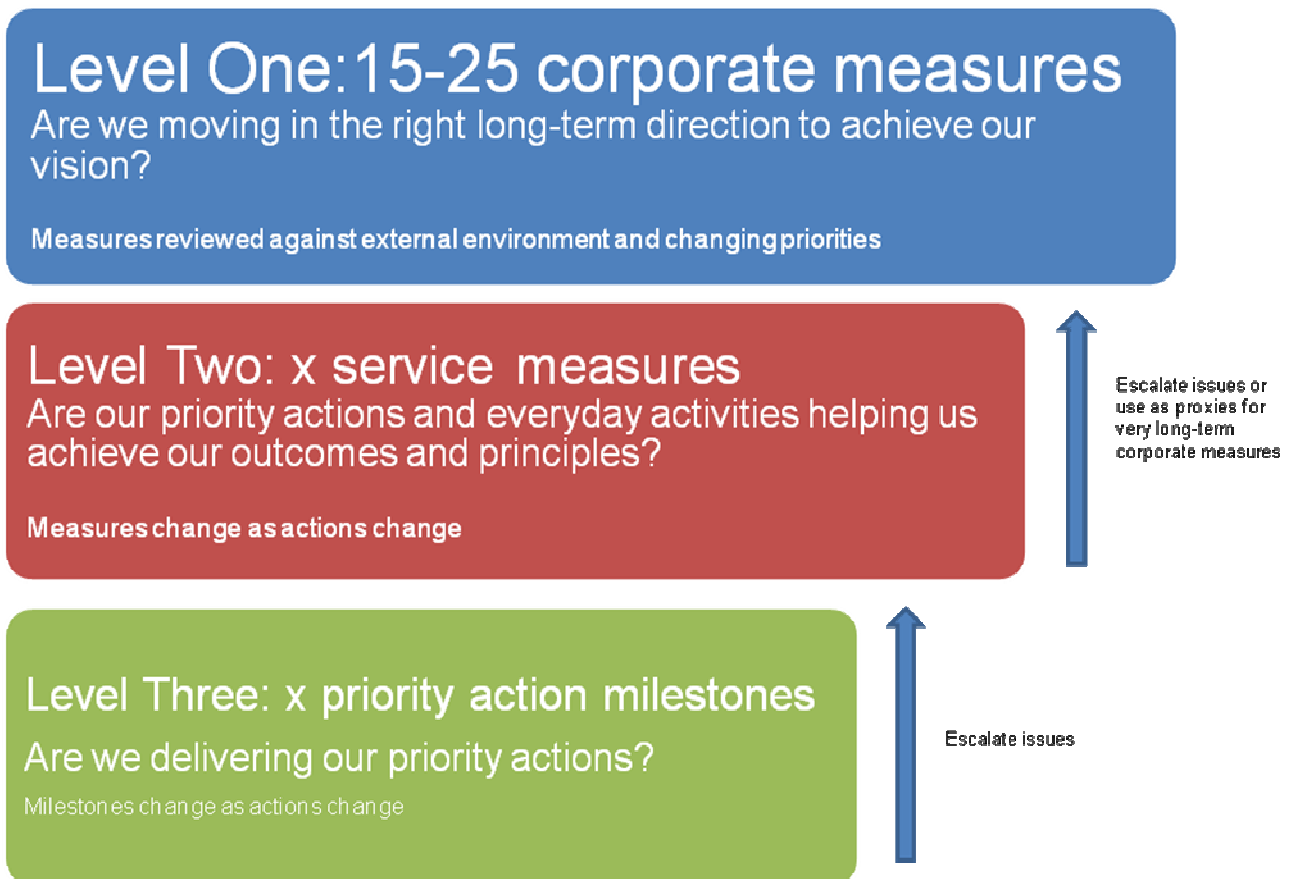 Level One:15-25 corporate measures
Are we moving in the right long-term direction to achieve our
vision?
Measures reviewed against external environment and changing priorities
Level Two: x service measures
Are our priority actions and everyday activities helping us
achieve our outcomes and principles?
Measures change as actions change
Escalate issues or
use as proxies for
very long-term
corporate measures
Level Three: x priority action milestones
Are we delivering our priority actions?
Milestones change as actions change
Escalate issues